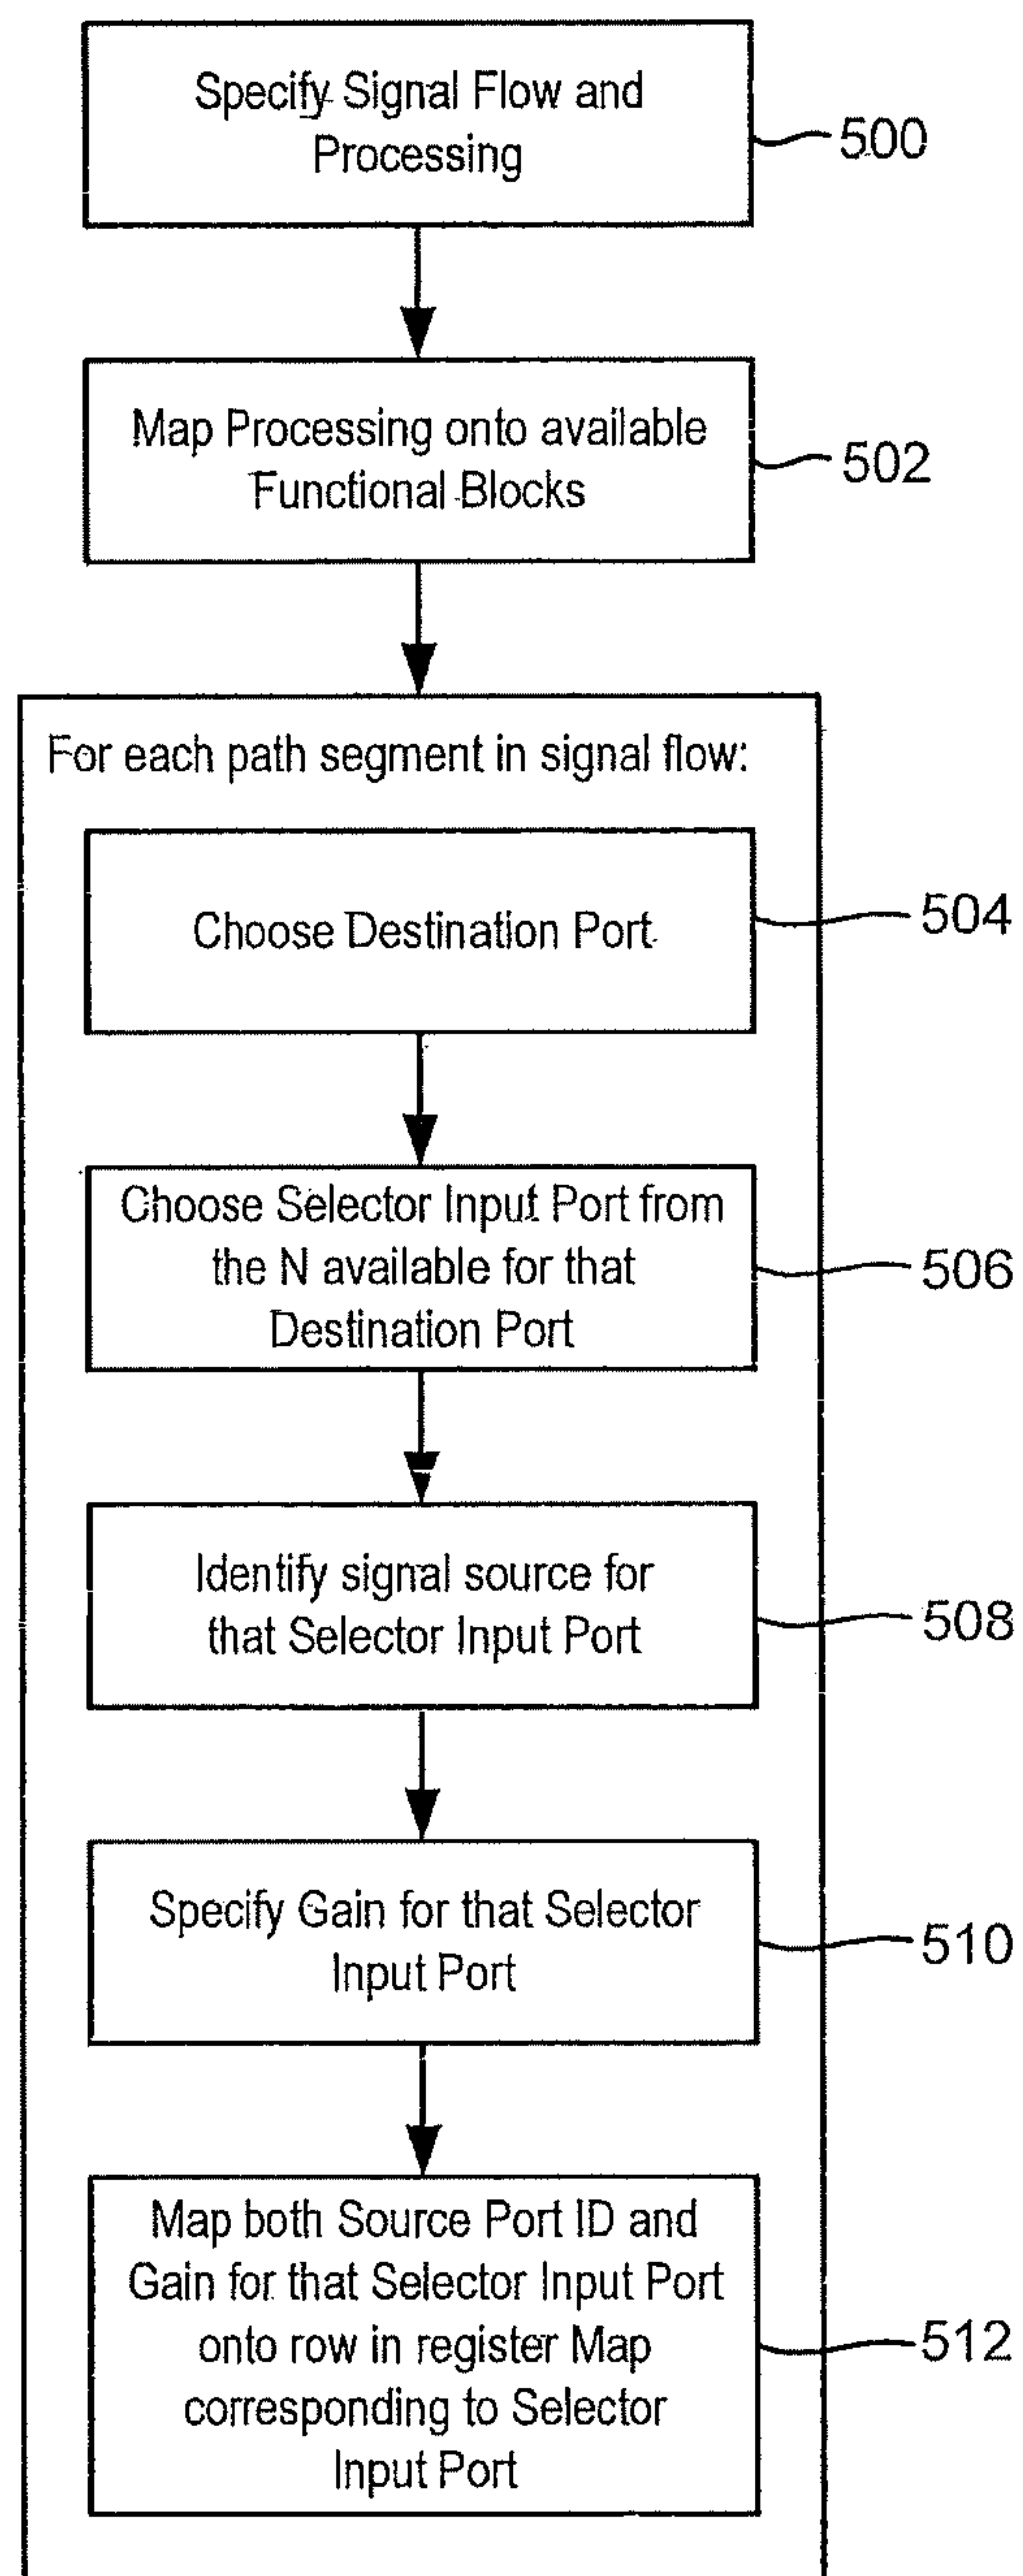 Specify Signal Flow and
Processing
500
Map Processing onto available
Functional Blocks
502
For each path segment in signal flow:
Choose Destination Port
504
Choose Selector Input Port from
the N available for that
Destination Port
506
Identify signal source for
that Selector Input Port
508
Specify Gain for that Selector
Input Port
510
Map both Source Port ID and
Gain for that Selector Input Port
onto row in register Map
corresponding to Selector
Input Port
512